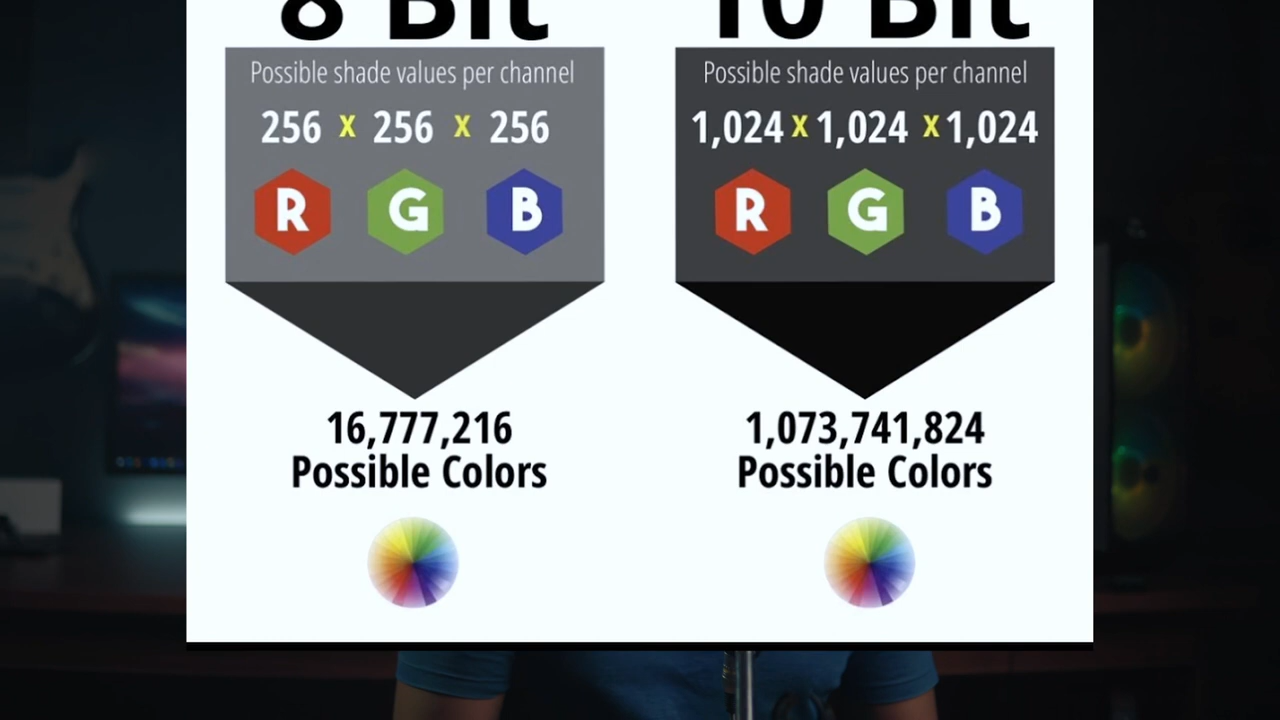 8 Bit
Possible shade values per channel
256 x 256 x 256
R G B
16,777,216
Possible Colors
10 Bit
Possible shade values per channel
1,024 x 1,024 x 1,024
R G B
1,073,741,824
Possible Colors